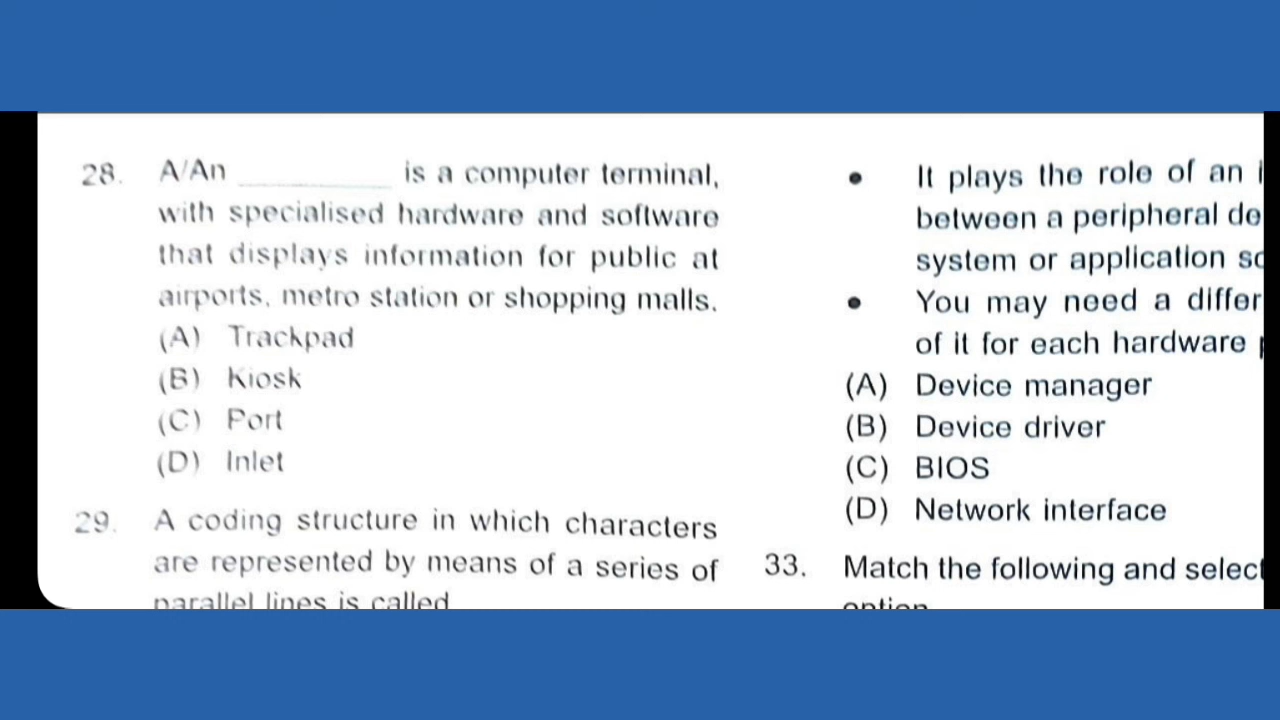 28. A/An ________ is a computer terminal,
with specialised hardware and software
that displays information for public at
airports, metro station or shopping malls.
(A) Trackpad
(B) Kiosk
(C) Port
(D) Inlet
29. A coding structure in which characters
are represented by means of a series of
parallel lines is called
• It plays the role of an
between a peripheral de
system or application
• You may need a differ
of it for each hardware
(A) Device manager
(B) Device driver
(C) BIOS
(D) Network interface
33. Match the following and select
option